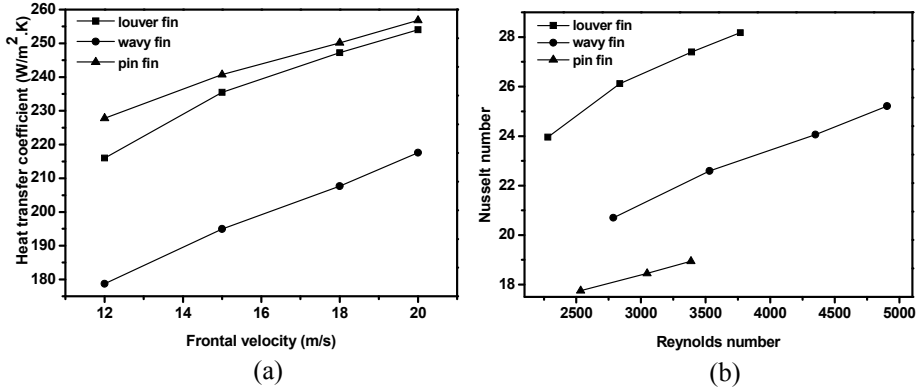 260
250
240
230
220
210
200
190
180
Heat transfer coefficient (W/m².K)
louver fin
wavy fin
pin fin
12 14 16 18 20
Frontal velocity (m/s)
(a)
28
26
24
22
20
18
Nusselt number
louver fin
wavy fin
pin fin
2500 3000 3500 4000 4500 5000
Reynolds number
(b)